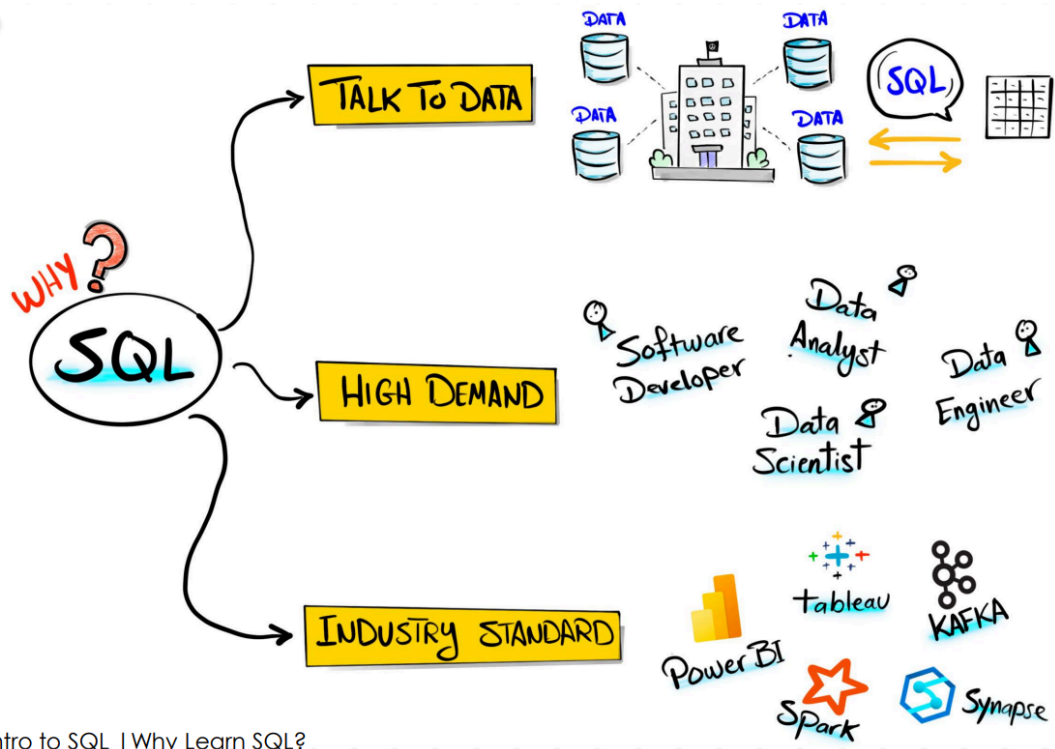 DATA
DATA
DATA
DATA
SQL
TALK TO DATA
WHY?
SQL
HIGH DEMAND
Software
Developer
Data
Analyst
Data
Scientist
Data
Engineer
INDUSTRY STANDARD
Power BI
tableau
KAFKA
Spark
Synapse
ntro to SQL | Why Learn SQL?